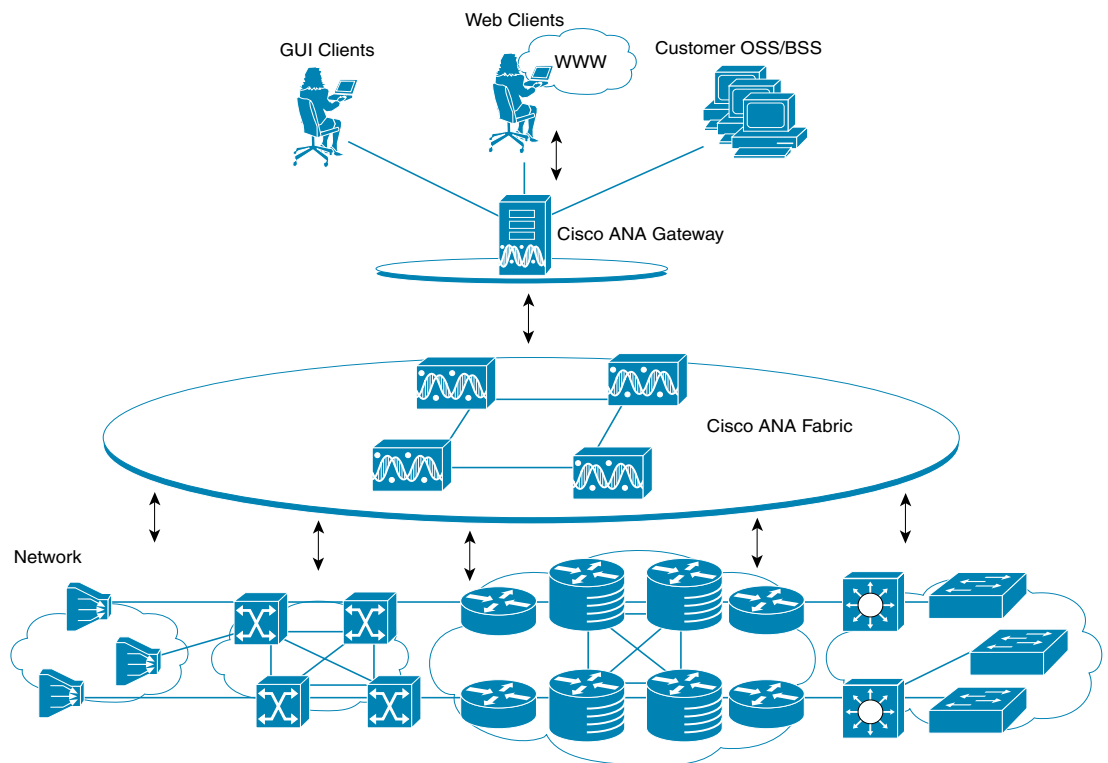 Web Clients
GUI Clients
WWW
Customer OSS/BSS
Cisco ANA Gateway
Cisco ANA Fabric
Network